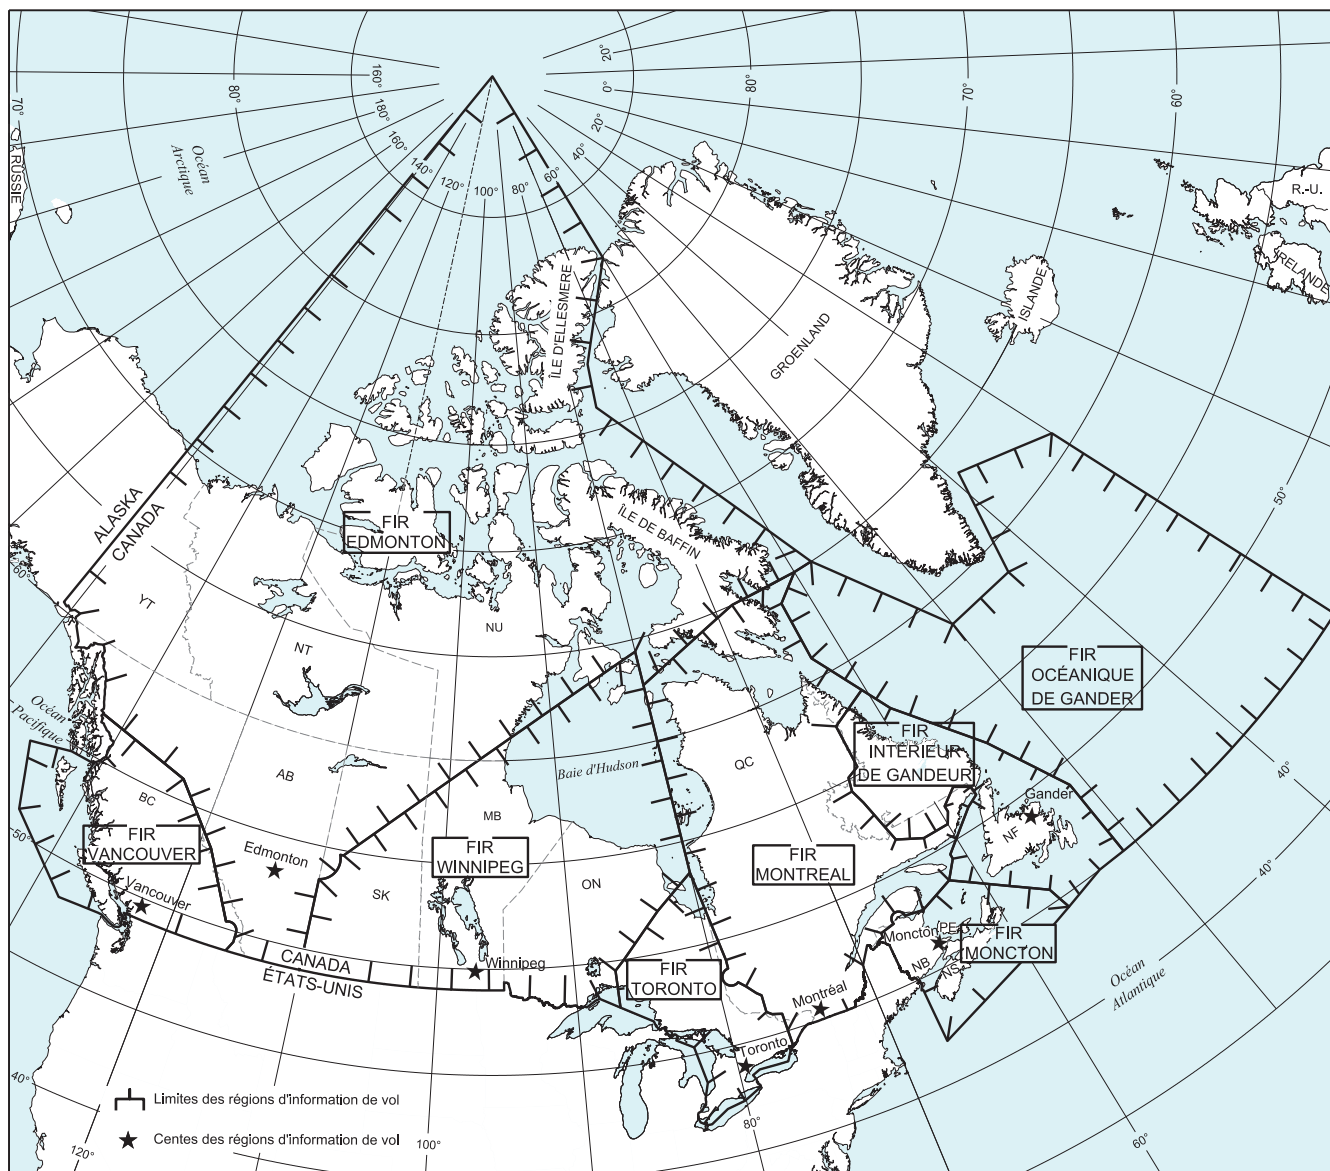 20°
0°
20°
40°
60°
80°
100°
120°
140°
160°
180°
160°
80°
70°
80°
70°
60°
RUSSIE
Océan
Arctique
R.-U.
IRELANDE
ISLANDE
GROENLAND
ÎLE D'ELLESMERE
ÎLE DE BAFFIN
50°
ALASKA
CANADA
FIR
EDMONTON
60°
YT
NT
NU
FIR
OCÉANIQUE
DE GANDER
Océan
Pacifique
FIR
INTÉRIEUR
DE GANDEUR
Baie d'Hudson
QC
AB
BC
MB
40°
Gander
NF
50°
FIR
VANCOUVER
Edmonton
FIR
WINNIPEG
FIR
MONTREAL
40°
Vancouver
SK
ON
Moncton
PE
FIR
MONCTON
NB
NS
CANADA
ÉTATS-UNIS
Winnipeg
FIR
TORONTO
Montréal
Océan
Atlantique
Toronto
40°
Limites des régions d'information de vol
Centes des régions d'information de vol
120°
100°
80°
60°